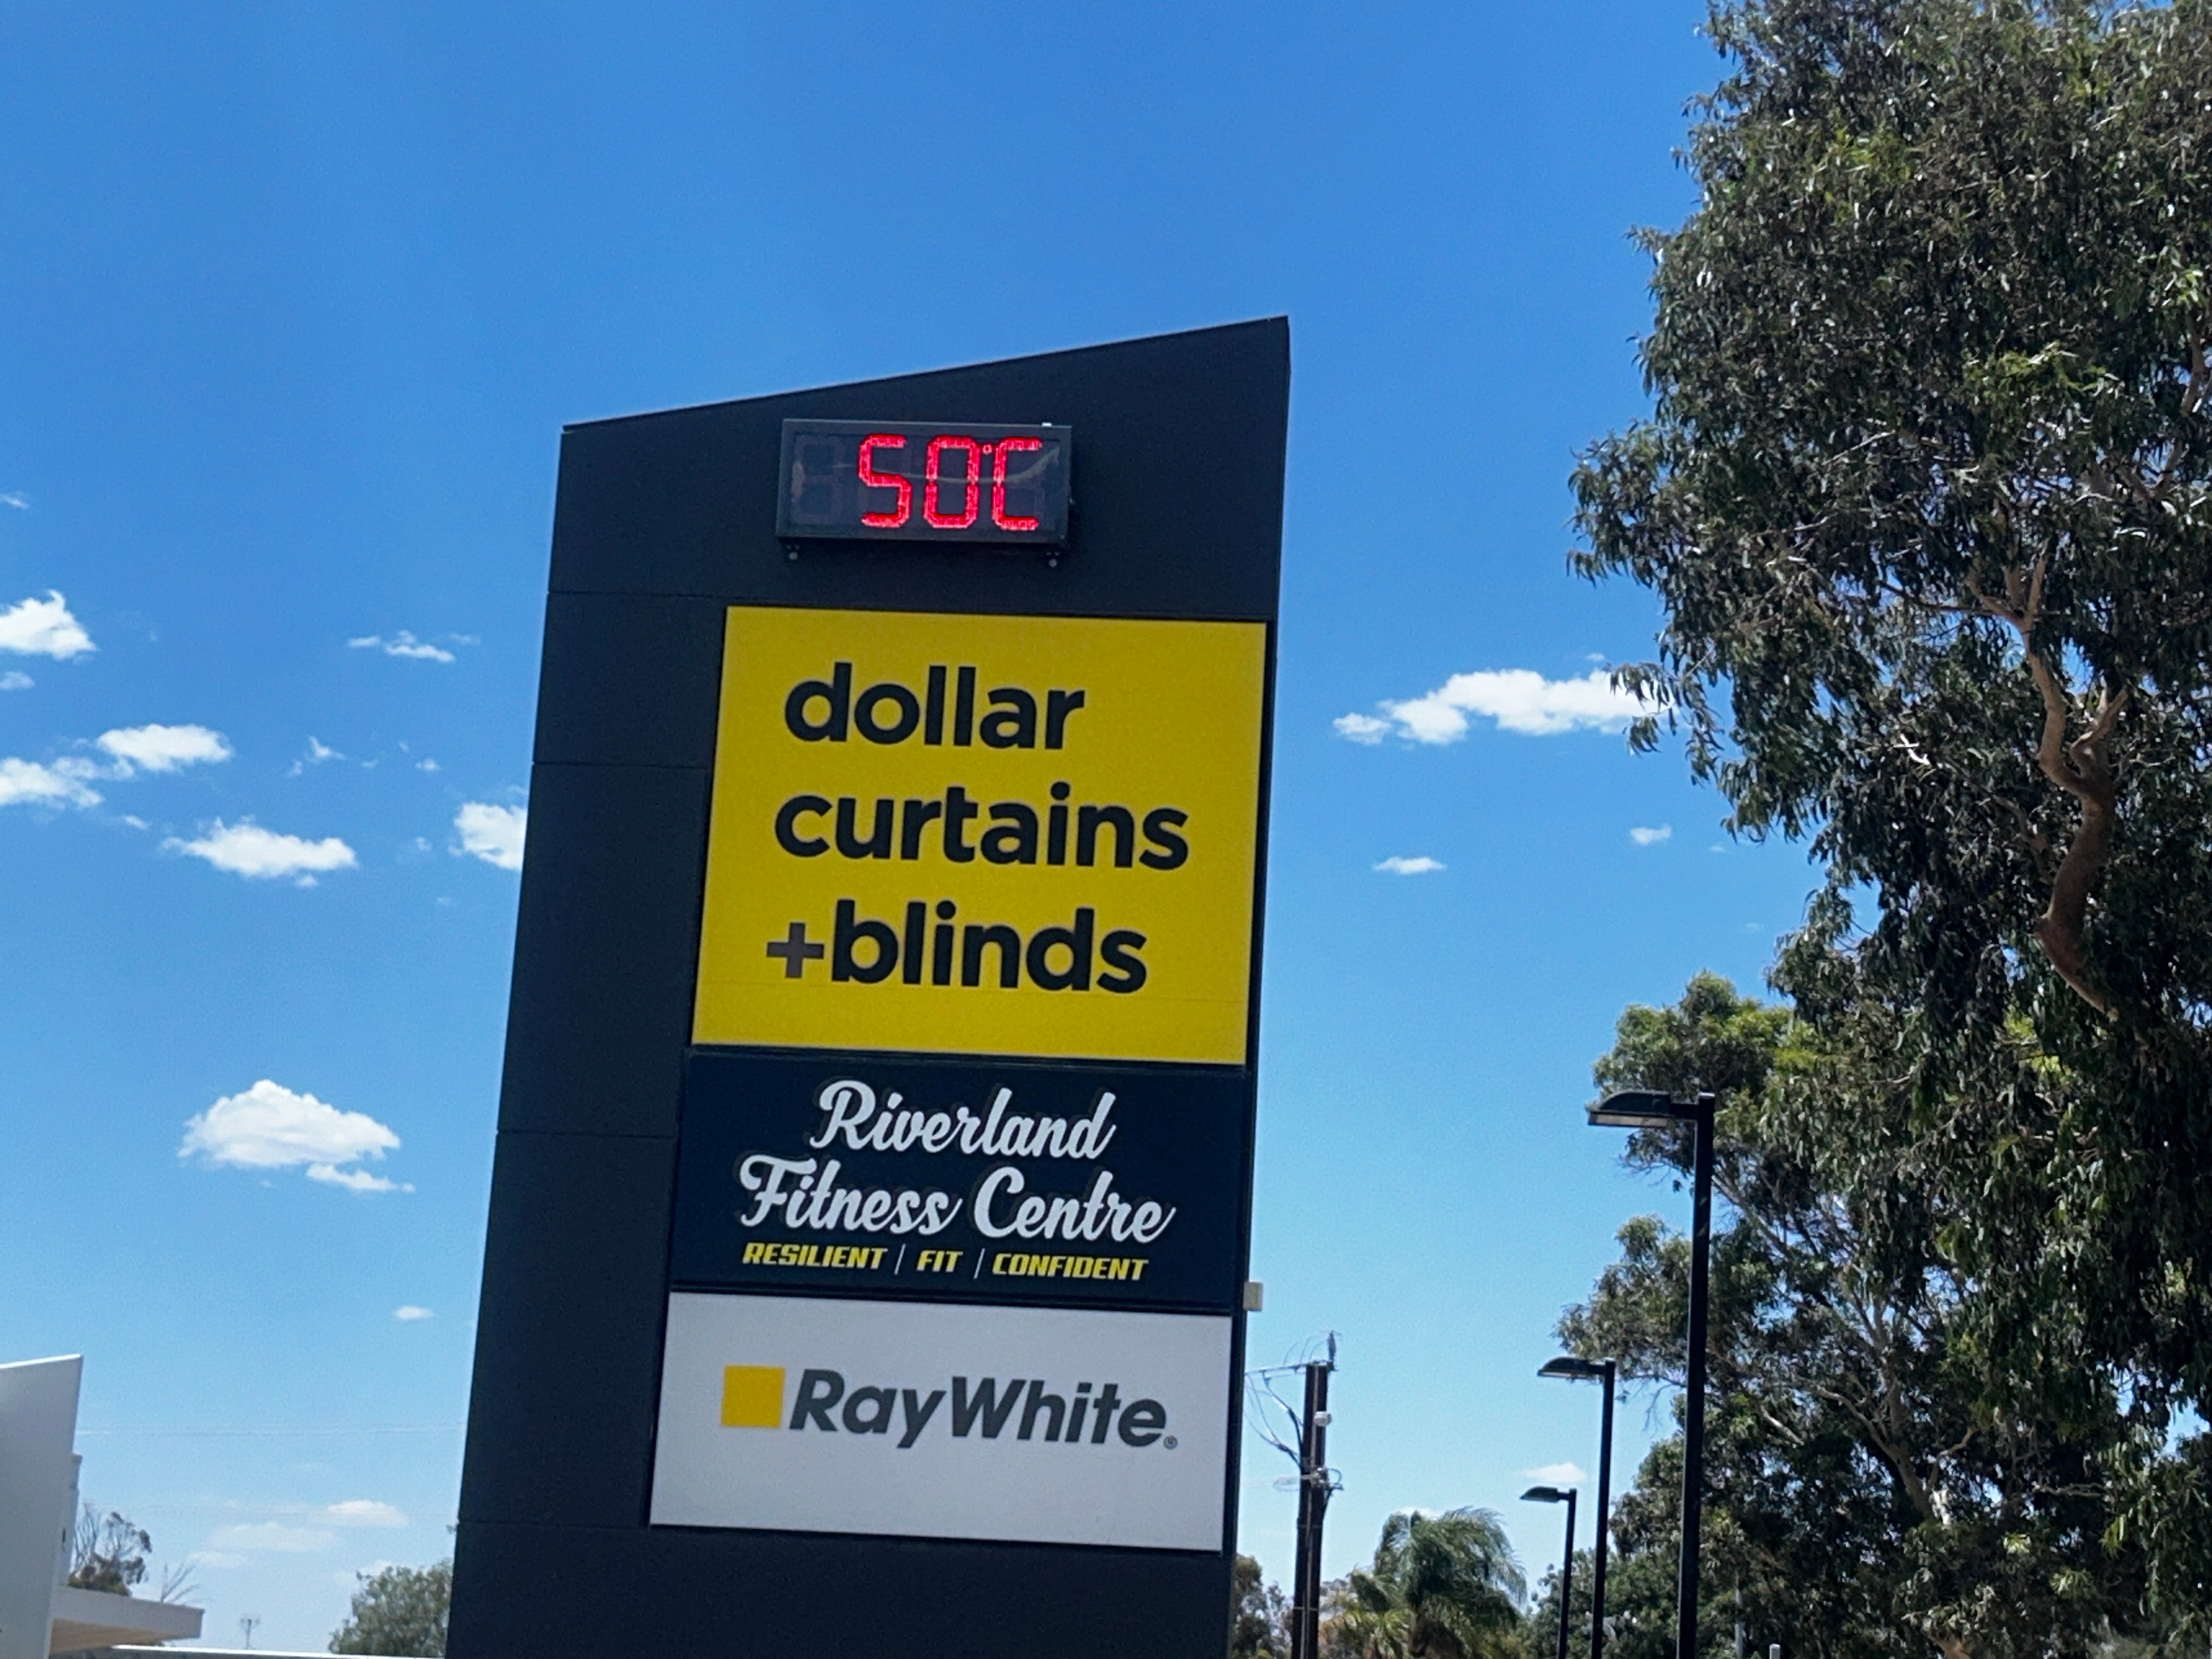 50°C
dollar
curtains
+blinds
Riverland
Fitness Centre
RESILIENT | FIT | CONFIDENT
RayWhite®